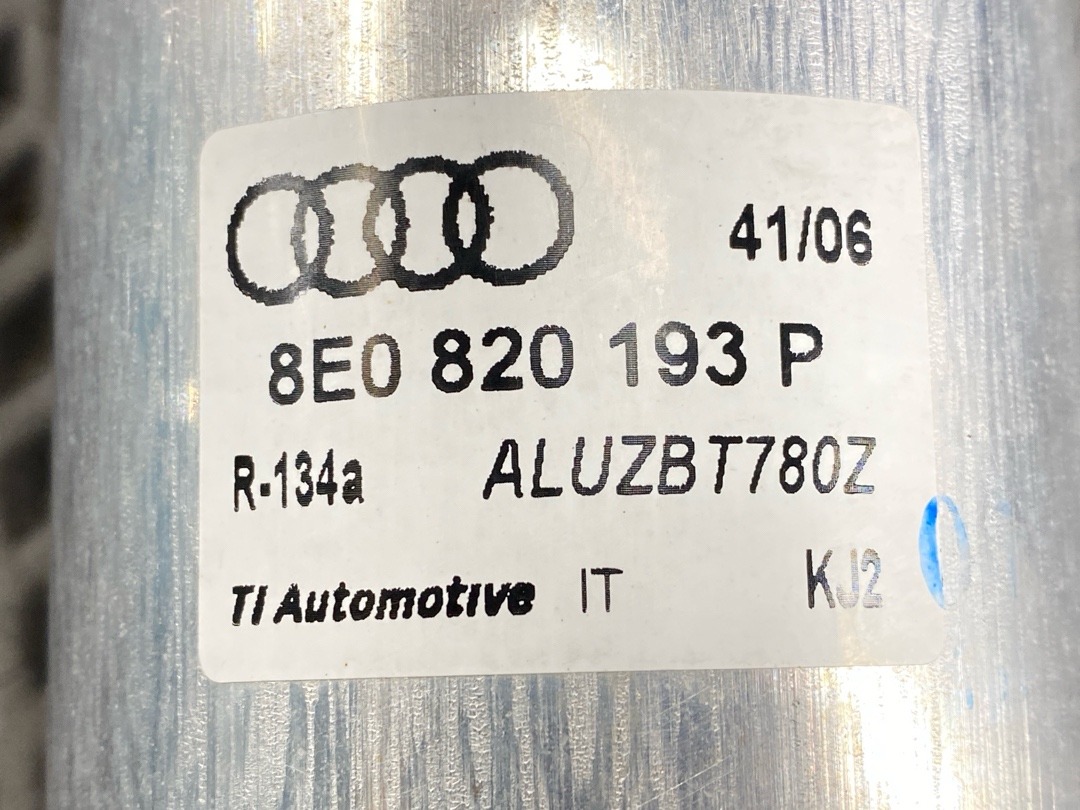 41/06
8E0 820 193 P
R-134a ALUZBT780Z
TI Automotive IT KJ2